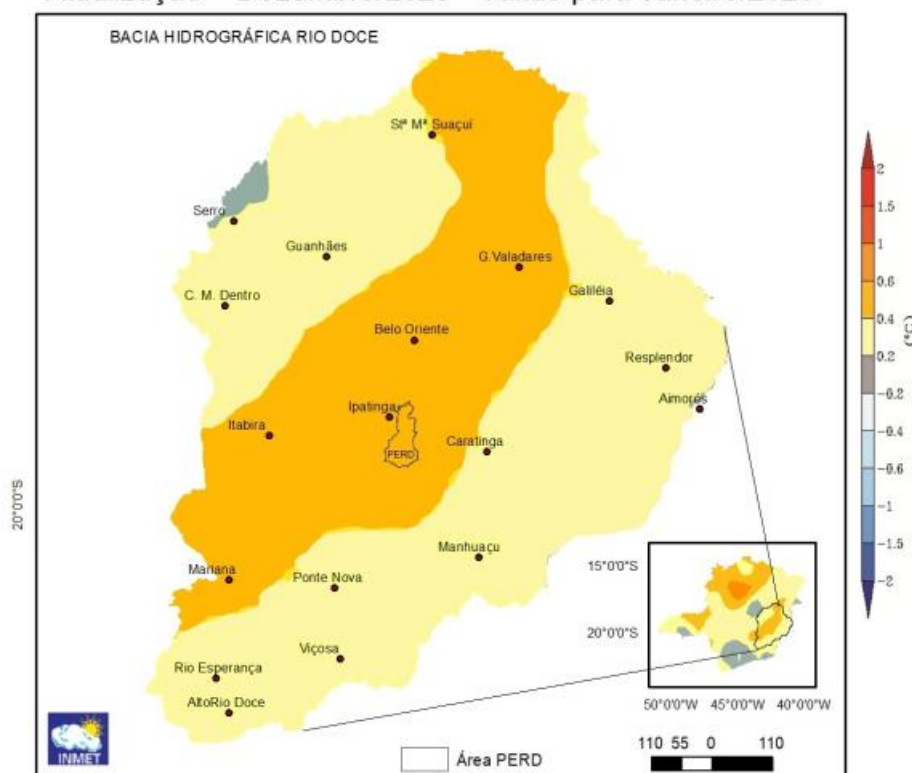 BACIA HIDROGRÁFICA RIO DOCE
Stª Mª Suaçuí
Serro
Guanhães
G.Valadares
C. M. Dentro
Galiléia
Belo Oriente
Resplendor
Aimorés
Ipatinga
Itabira
PERD
Caratinga
Manhuaçu
Mariana
Ponte Nova
Viçosa
Rio Esperança
AltoRio Doce
20°0'0"S
2
1.5
1
0.6
0.4
0.2
-0.2
-0.4
-0.6
-1
-1.5
-2
(°C)
15°0'0"S
20°0'0"S
50°0'0"W 45°0'0"W 40°0'0"W
INMET
Área PERD
110 55 0 110